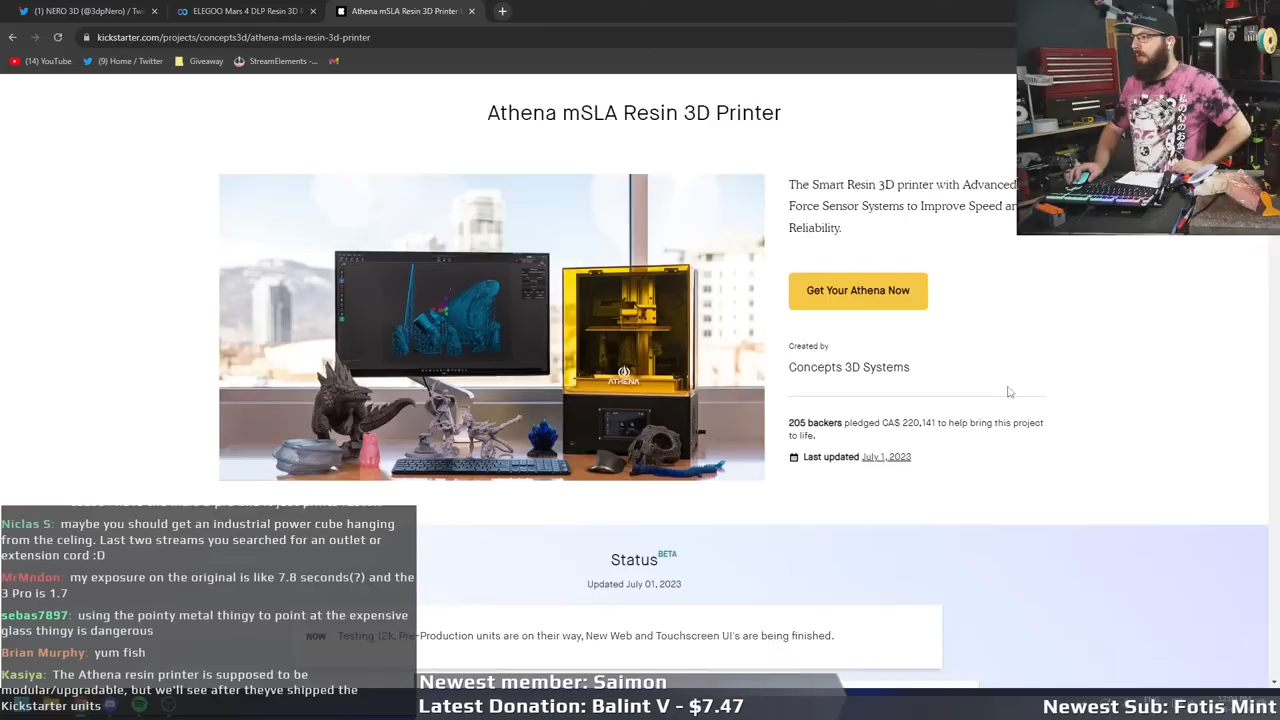 (1) NERO 3D (@3dpNero) / Twi
ELEGOO Mars 4 DLP Resin 3D P
Athena mSLA Resin 3D Printer
kickstarter.com/projects/concepts3d/athena-msla-resin-3d-printer
(14) YouTube
(9) Home / Twitter
Giveaway
StreamElements -...
Athena mSLA Resin 3D Printer
The Smart Resin 3D printer with Advanced
Force Sensor Systems to Improve Speed an
Reliability.
Get Your Athena Now
Created by
Concepts 3D Systems
205 backers pledged CA$ 220,141 to help bring this project
to life.
Last updated July 1, 2023
ATHENA
私の心のお金
Status BETA
Updated July 01, 2023
NOW Testing 12k, Pre-Production units are on their way, New Web and Touchscreen UI's are being finished.
Niclas S: maybe you should get an industrial power cube hanging
from the celing. Last two streams you searched for an outlet or
extension cord :D
MrMndon: my exposure on the original is like 7.8 seconds(?) and the
3 Pro is 1.7
sebas7897: using the pointy metal thingy to point at the expensive
glass thingy is dangerous
Brian Murphy: yum fish
Kasiya: The Athena resin printer is supposed to be
modular/upgradable, but we'll see after theyve shipped the
Kickstarter units
Newest member: Saimon
Latest Donation: Balint V - $7.47
Newest Sub: Fotis Mint